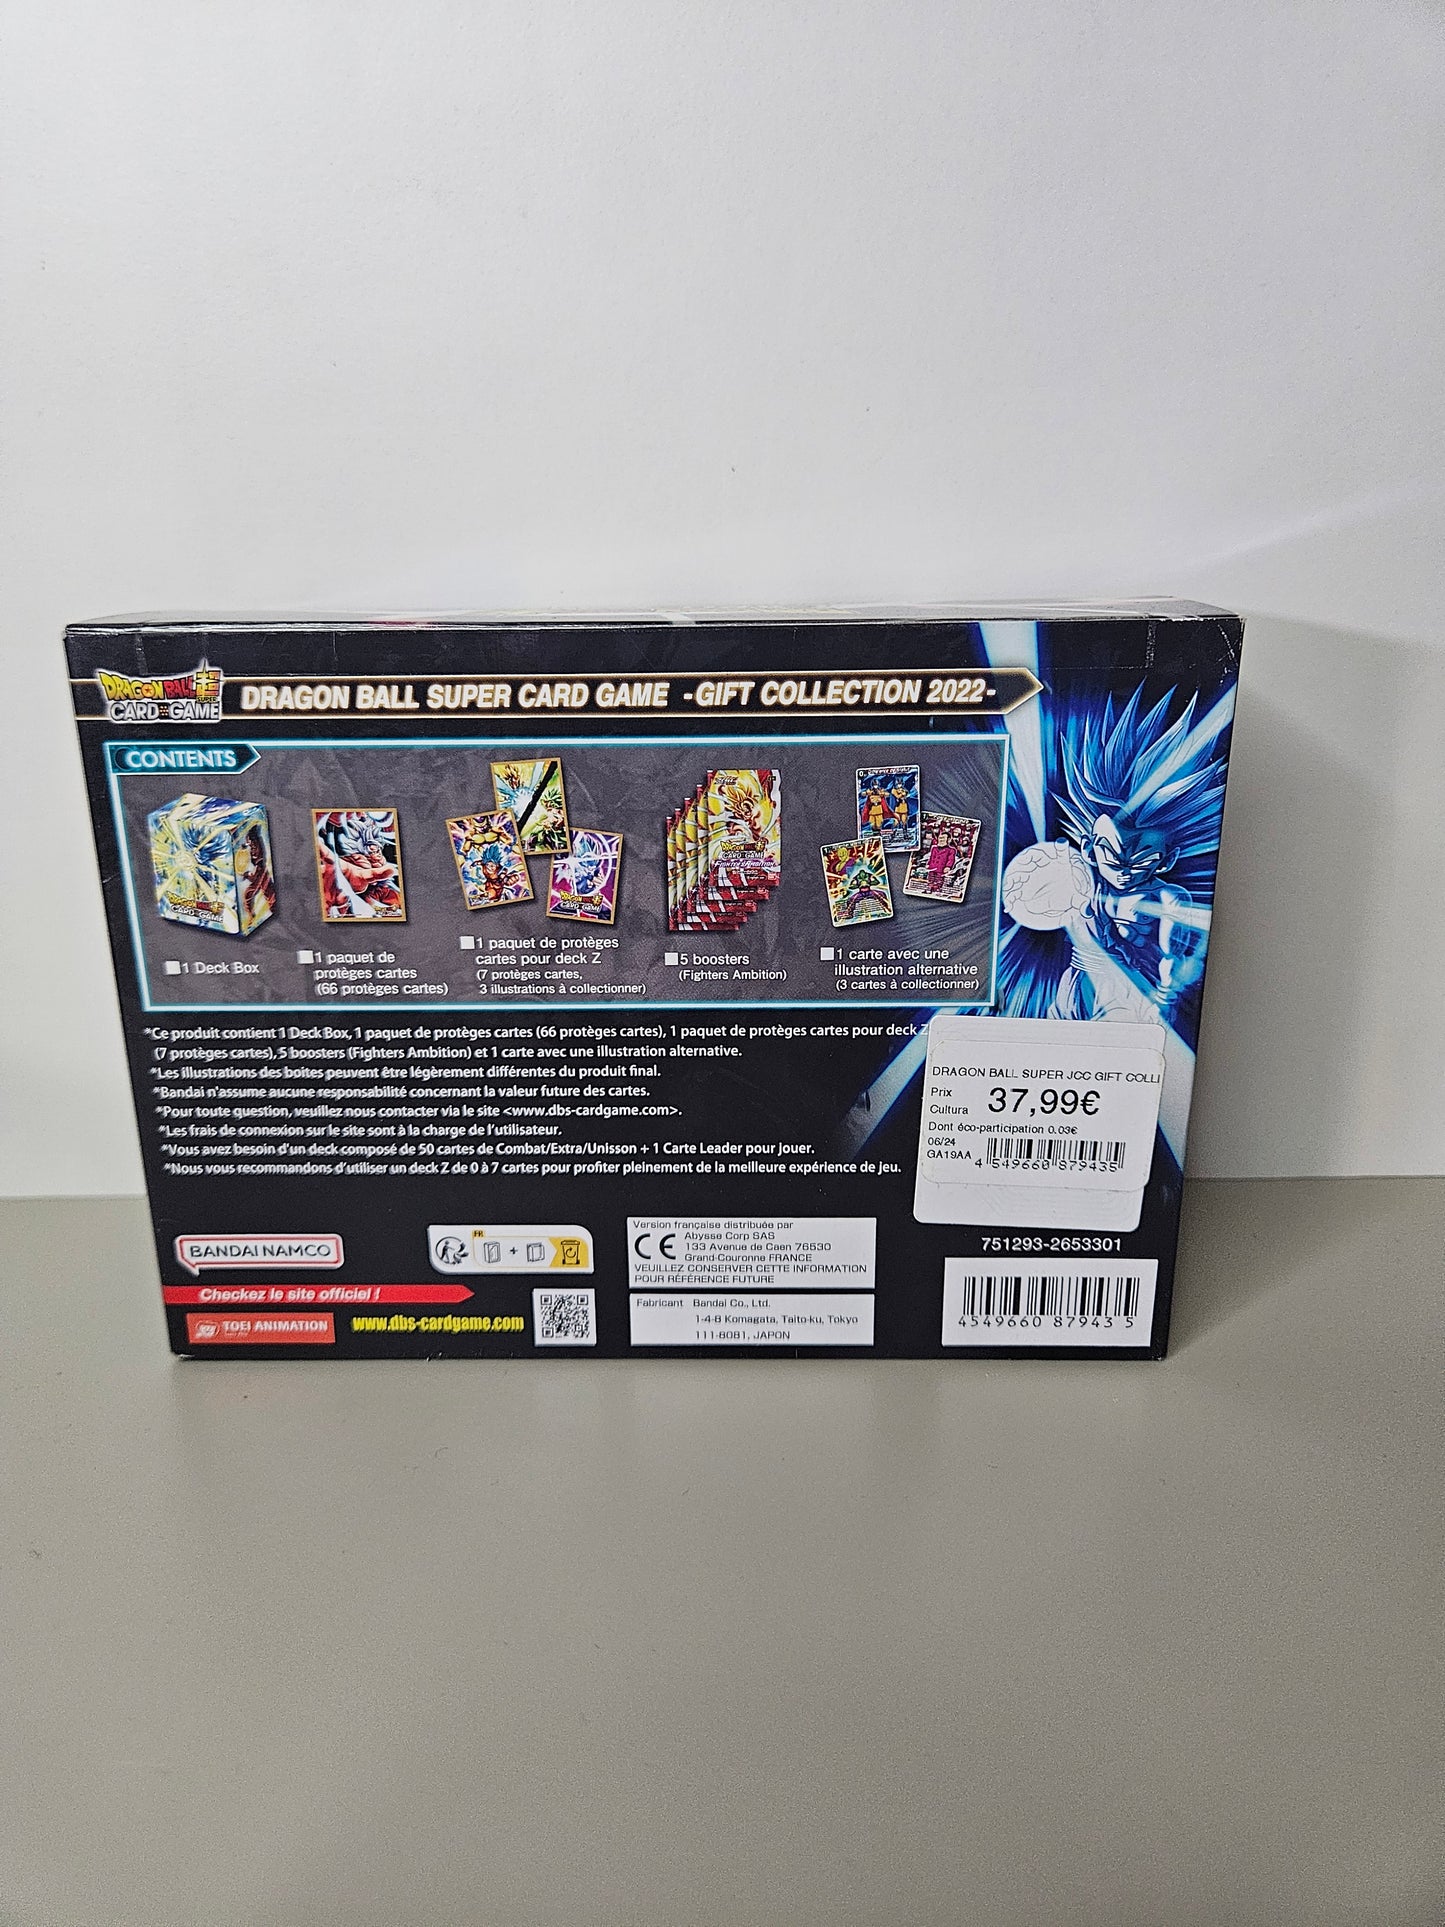 DRAGON BALL SUPER
CARD GAME
DRAGON BALL SUPER CARD GAME -GIFT COLLECTION 2022-
CONTENTS
1 Deck Box
1 paquet de
protèges cartes
(66 protèges cartes)
1 paquet de protèges
cartes pour deck Z
(7 protèges cartes,
3 illustrations à collectionner)
5 boosters
(Fighters Ambition)
1 carte avec une
illustration alternative
(3 cartes à collectionner)
*Ce produit contient 1 Deck Box, 1 paquet de protèges cartes (66 protèges cartes), 1 paquet de protèges cartes pour deck Z
(7 protèges cartes), 5 boosters (Fighters Ambition) et 1 carte avec une illustration alternative.
*Les illustrations des boites peuvent être légèrement différentes du produit final.
*Bandai n'assume aucune responsabilité concernant la valeur future des cartes.
*Pour toute question, veuillez nous contacter via le site <www.dbs-cardgame.com>.
*Les frais de connexion sur le site sont à la charge de l'utilisateur.
*Vous avez besoin d'un deck composé de 50 cartes de Combat/Extra/Unisson + 1 Carte Leader pour jouer.
*Nous vous recommandons d'utiliser un deck Z de 0 à 7 cartes pour profiter pleinement de la meilleure expérience de jeu.
DRAGON BALL SUPER JCC GIFT COLLI
Prix
Cultura 37,99€
Dont éco-participation 0.03€
06/24
GA19AA 4 549660 879435
BANDAI NAMCO
FR
+
Checkez le site officiel !
TOEI ANIMATION
www.dbs-cardgame.com
Version française distribuée par
CE Abysse Corp SAS
133 Avenue de Caen 76530
Grand-Couronne FRANCE
VEUILLEZ CONSERVER CETTE INFORMATION
POUR RÉFÉRENCE FUTURE
Fabricant Bandai Co., Ltd.
1-4-8 Komagata, Taito-ku, Tokyo
111-8081, JAPON
751293-2653301
4549660 87943 5